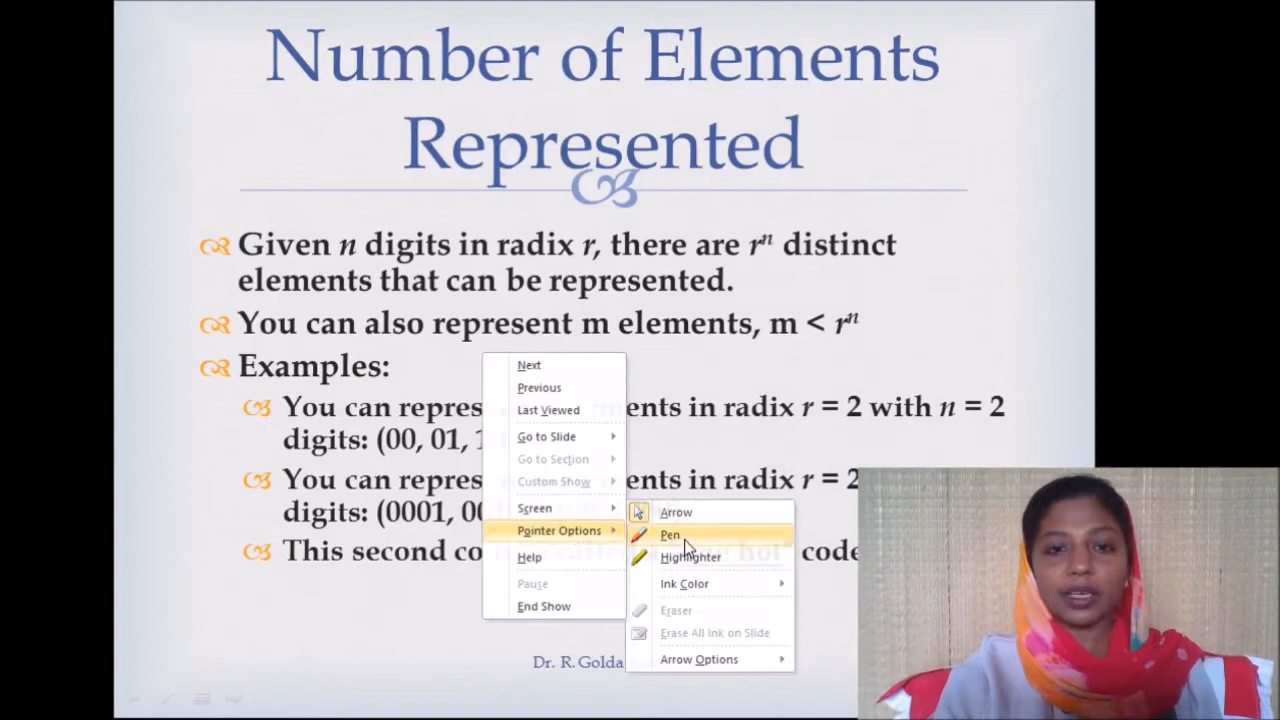 Number of Elements
Represented
Given n digits in radix r, there are rⁿ distinct
elements that can be represented.
You can also represent m elements, m < rⁿ
Examples:
You can repres ents in radix r = 2 with n = 2
digits: (00, 01, 1
You can repres ents in radix r = 2
digits: (0001, 00
This second co hot" code
Dr. R. Golda
Next
Previous
Last Viewed
Go to Slide
Go to Section
Custom Show
Screen
Pointer Options
Help
Pause
End Show
Arrow
Pen
Highlighter
Ink Color
Eraser
Erase All Ink on Slide
Arrow Options